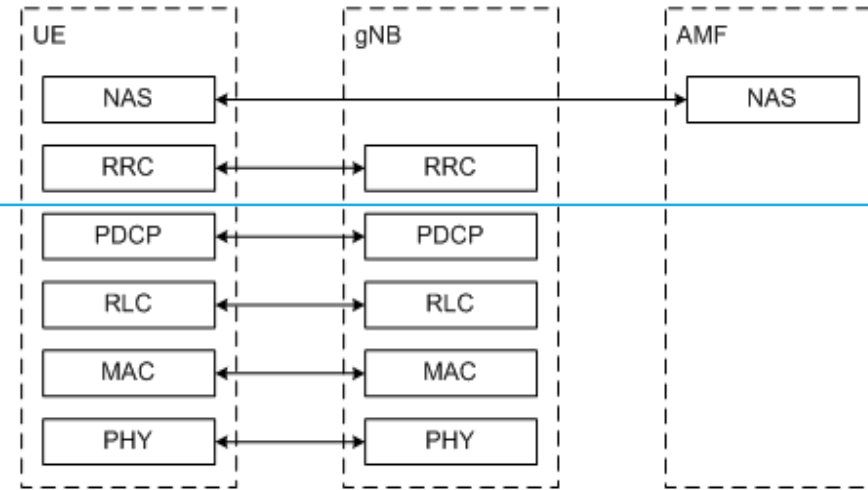 UE gNB AMF
NAS NAS
RRC RRC
PDCP PDCP
RLC RLC
MAC MAC
PHY PHY